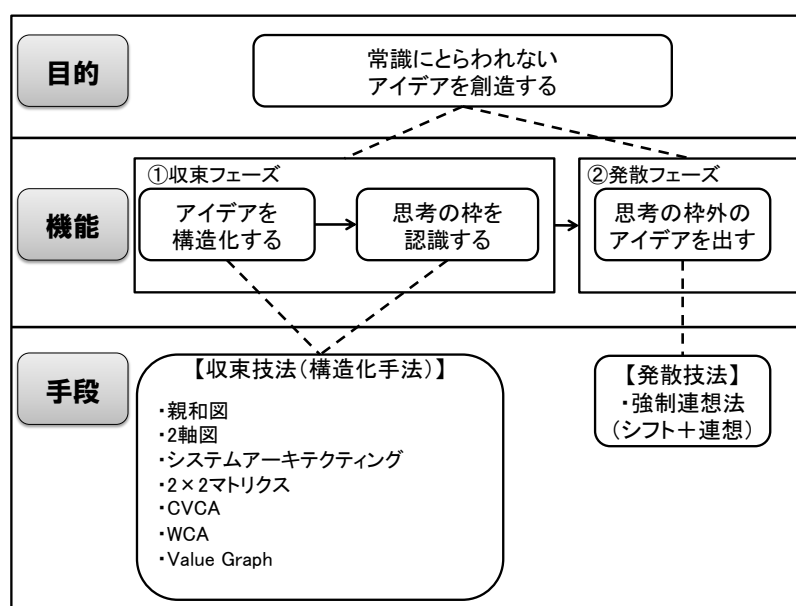 目的
常識にとらわれない
アイデアを創造する
機能
①収束フェーズ
アイデアを
構造化する
思考の枠を
認識する
②発散フェーズ
思考の枠外の
アイデアを出す
手段
【収束技法(構造化手法)】
・親和図
・2軸図
・システムアーキテクティング
・2×2マトリクス
・CVCA
・WCA
・Value Graph
【発散技法】
・強制連想法
(シフト＋連想)